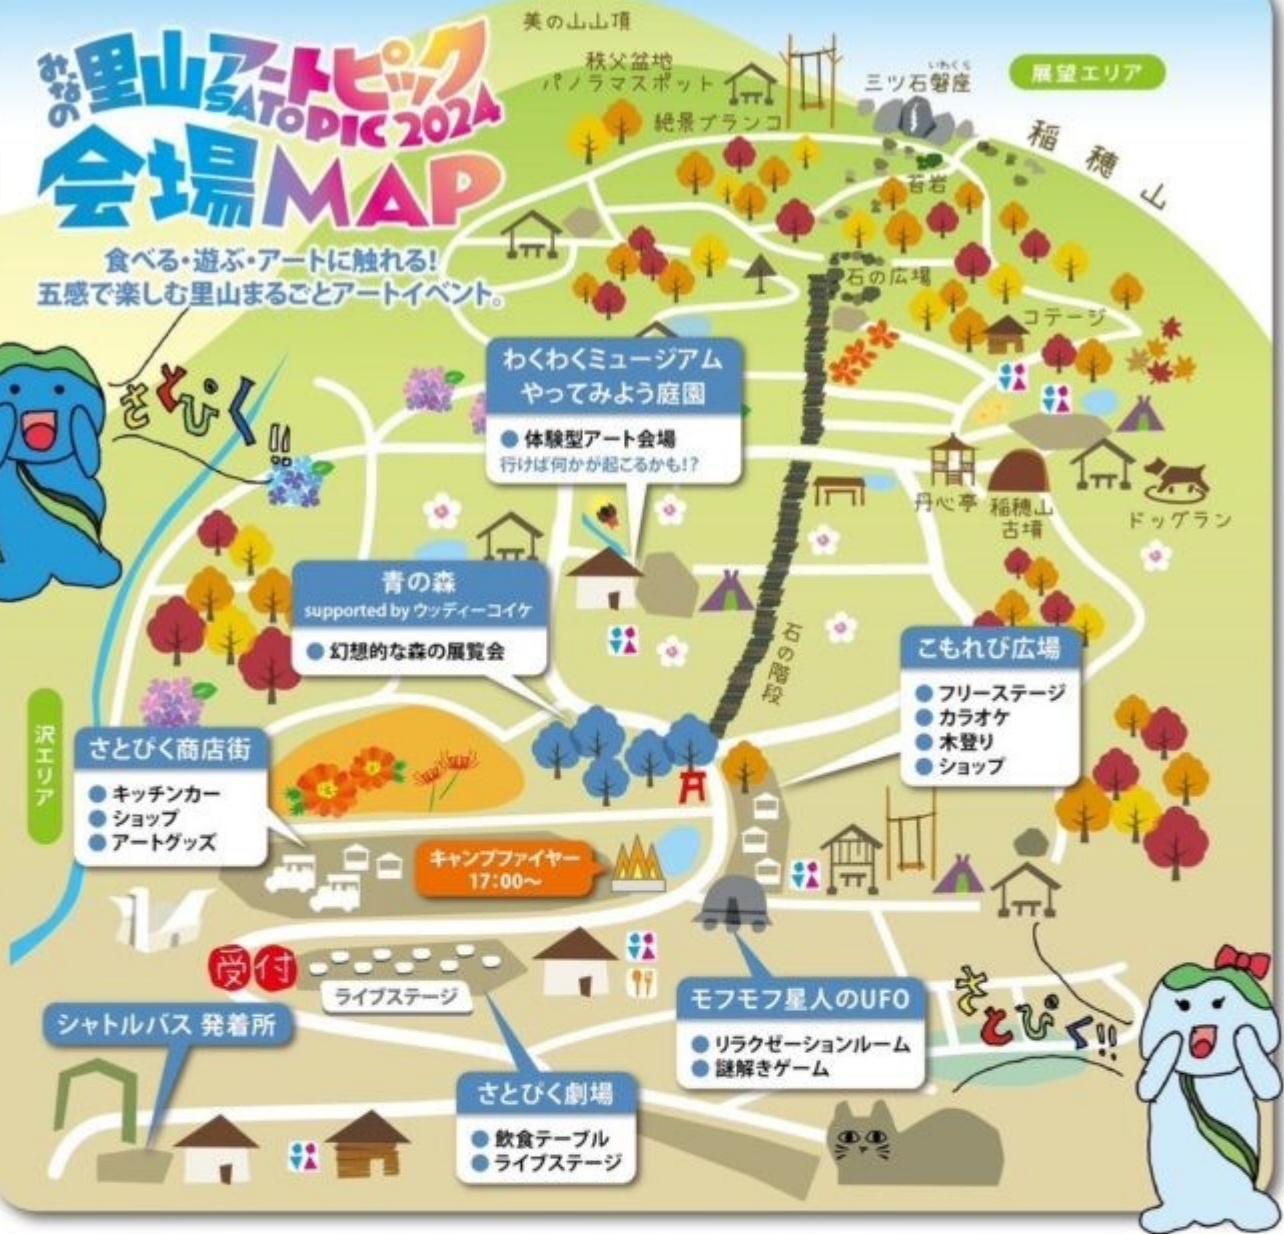 美の山山頂
みなの里山アートピック
SATOPIC 2024
会場MAP
食べる・遊ぶ・アートに触れる!
五感で楽しむ里山まるごとアートイベント。
秩父盆地
パノラマスポット
絶景ブランコ
いわくら
三ツ石磐座
展望エリア
稲穂山
苔岩
石の広場
コテージ
さとぴく!!
わくわくミュージアム
やってみよう庭園
●体験型アート会場
行けば何かが起こるかも!?
丹心亭
稲穂山
古墳
ドッグラン
青の森
supported by ウッディーコイケ
●幻想的な森の展覧会
石の階段
こもれび広場
●フリーステージ
●カラオケ
●木登り
●ショップ
沢エリア
さとぴく商店街
●キッチンカー
●ショップ
●アートグッズ
キャンプファイヤー
17:00〜
受付
ライブステージ
シャトルバス 発着所
モフモフ星人のUFO
●リラクゼーションルーム
●謎解きゲーム
さとぴく!!
さとぴく劇場
●飲食テーブル
●ライブステージ